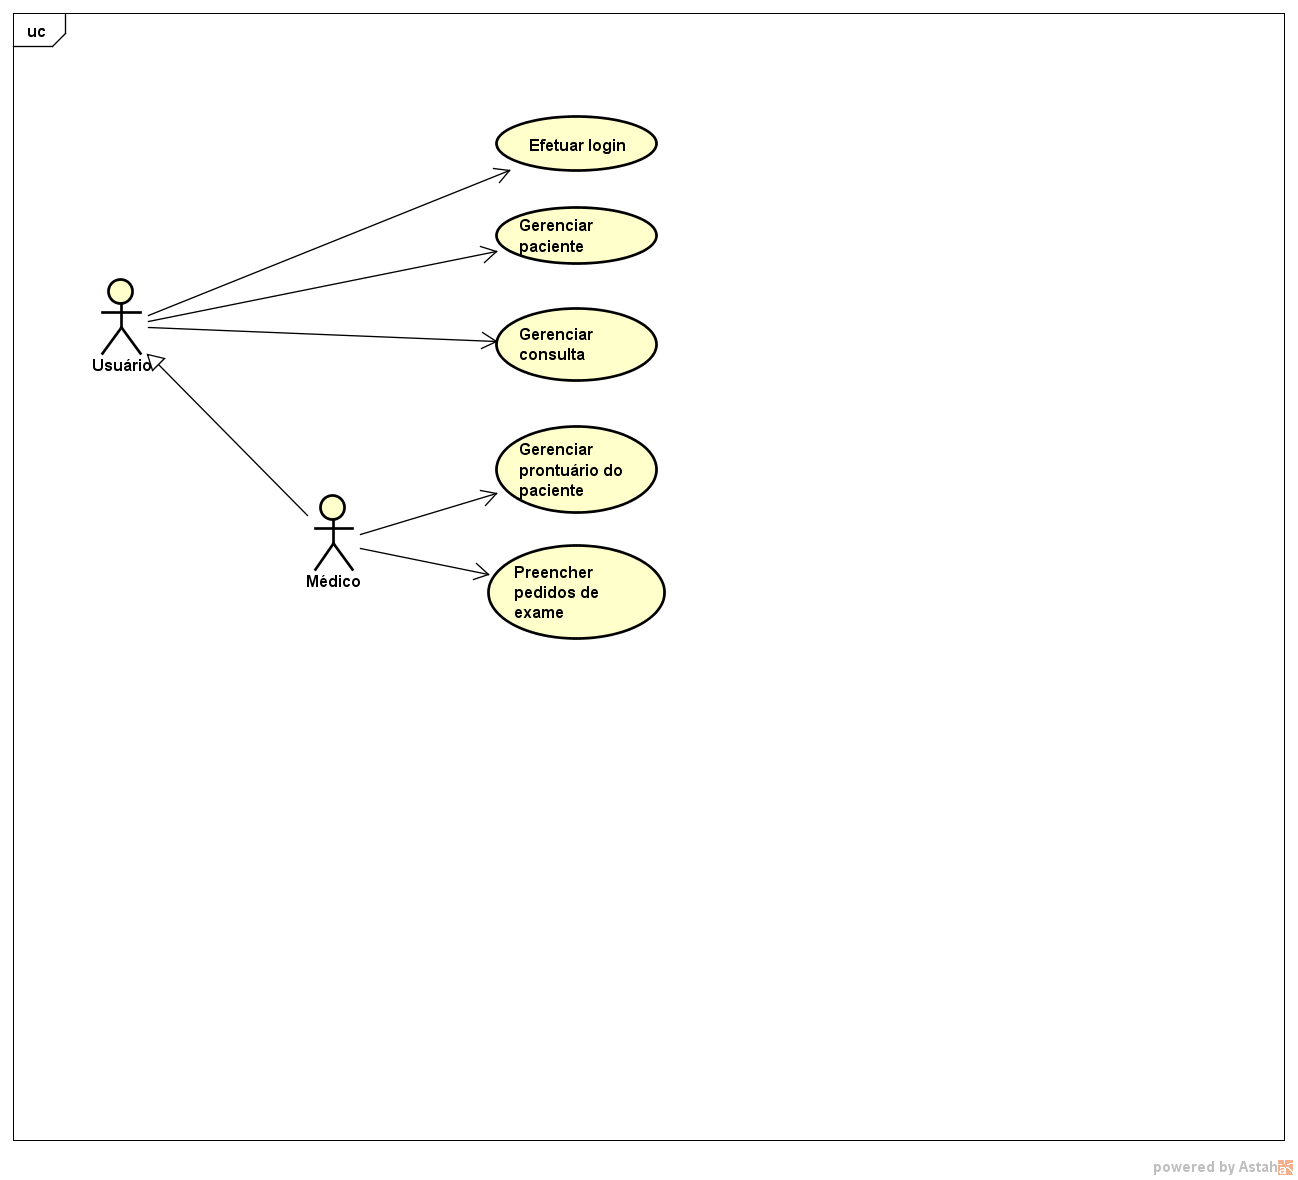 uc
Efetuar login
Gerenciar
paciente
Gerenciar
consulta
Usuário
Gerenciar
prontuário do
paciente
Médico
Preencher
pedidos de
exame
powered by Astah